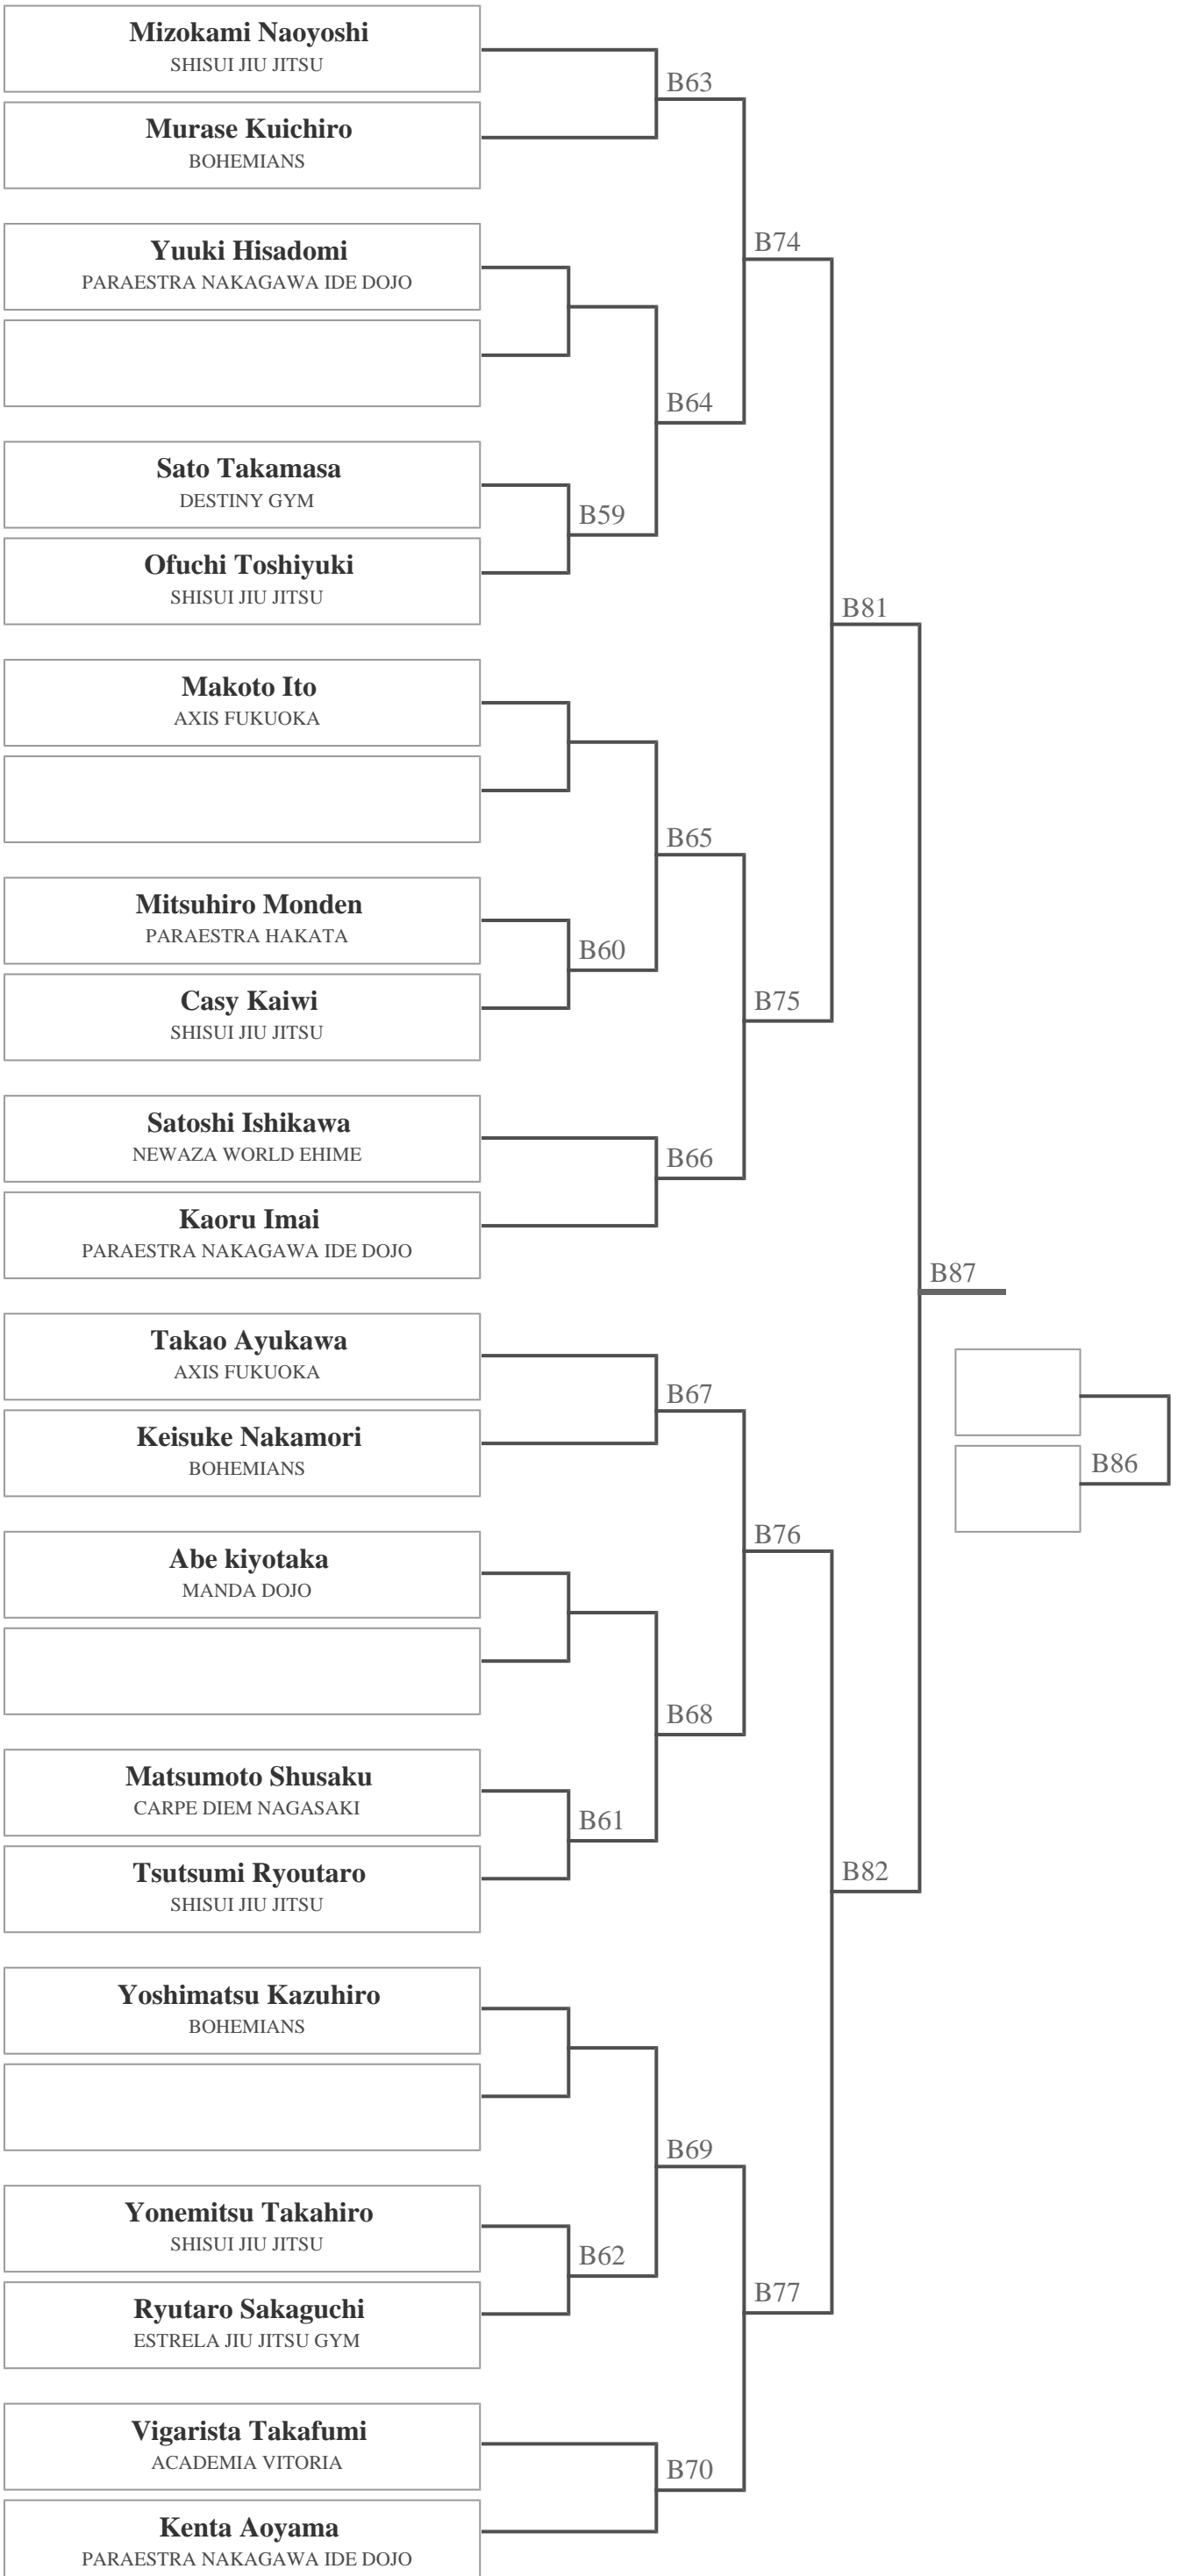 Mizokami Naoyoshi
SHISUI JIU JITSU
B63
Murase Kuichiro
BOHEMIANS
Yuuki Hisadomi
PARAESTRA NAKAGAWA IDE DOJO
B74
B64
Sato Takamasa
DESTINY GYM
B59
Ofuchi Toshiyuki
SHISUI JIU JITSU
B81
Makoto Ito
AXIS FUKUOKA
B65
Mitsuhiro Monden
PARAESTRA HAKATA
B60
Casy Kaiwi
SHISUI JIU JITSU
B75
Satoshi Ishikawa
NEWAZA WORLD EHIME
B66
Kaoru Imai
PARAESTRA NAKAGAWA IDE DOJO
B87
Takao Ayukawa
AXIS FUKUOKA
B67
Keisuke Nakamori
BOHEMIANS
B86
B76
Abe kiyotaka
MANDA DOJO
B68
Matsumoto Shusaku
CARPE DIEM NAGASAKI
B61
Tsutsumi Ryoutaro
SHISUI JIU JITSU
B82
Yoshimatsu Kazuhiro
BOHEMIANS
B69
Yonemitsu Takahiro
SHISUI JIU JITSU
B62
Ryutaro Sakaguchi
ESTRELA JIU JITSU GYM
B77
Vigarista Takafumi
ACADEMIA VITORIA
B70
Kenta Aoyama
PARAESTRA NAKAGAWA IDE DOJO